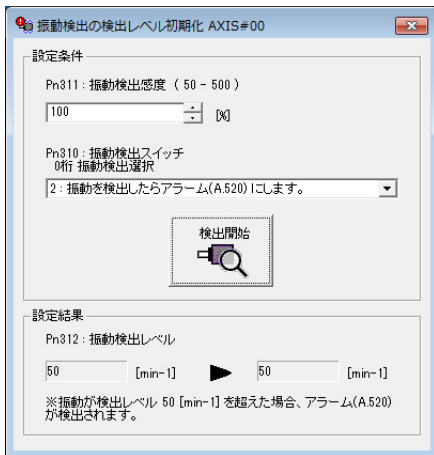 振動検出の検出レベル初期化 AXIS#00
設定条件
Pn311：振動検出感度 （ 50 - 500 ）
100 [%]
Pn310：振動検出スイッチ
0桁 振動検出選択
2：振動を検出したらアラーム(A.520) にします。
検出開始
設定結果
Pn312：振動検出レベル
50 [min-1] 50 [min-1]
※振動が検出レベル 50 [min-1] を超えた場合、アラーム(A.520)
が検出されます。